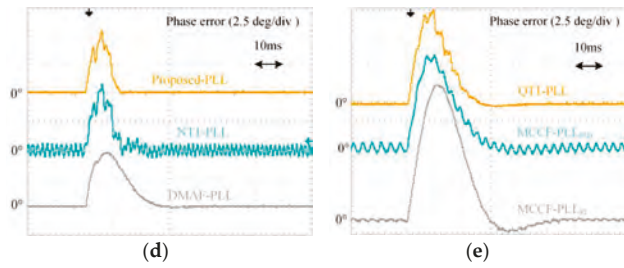 Phase error (2.5 deg/div )
10ms
Proposed-PLL
0°
NTI-PLL
0°
DMAF-PLL
0°
(d)
Phase error (2.5 deg/div )
10ms
QTI-PLL
0°
0°
MCCF-PLL
MCCF-PLL
0°
(e)